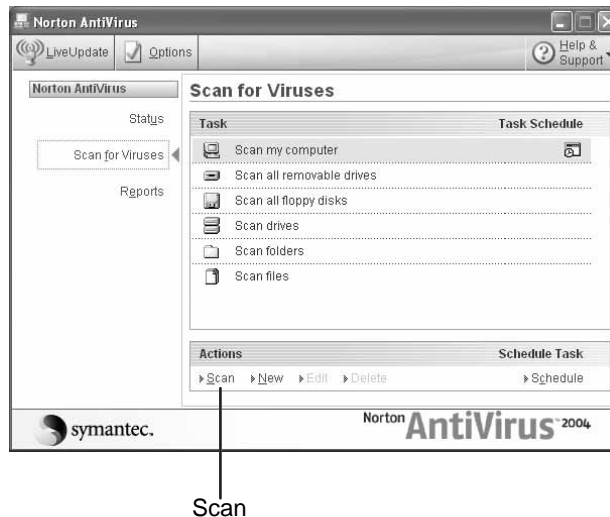 Norton AntiVirus
LiveUpdate Options Help & Support
Norton AntiVirus
Status
Scan for Viruses
Reports
Scan for Viruses
Task Task Schedule
Scan my computer
Scan all removable drives
Scan all floppy disks
Scan drives
Scan folders
Scan files
Actions Schedule Task
Scan New Edit Delete Schedule
symantec.
Norton AntiVirus™ 2004
Scan